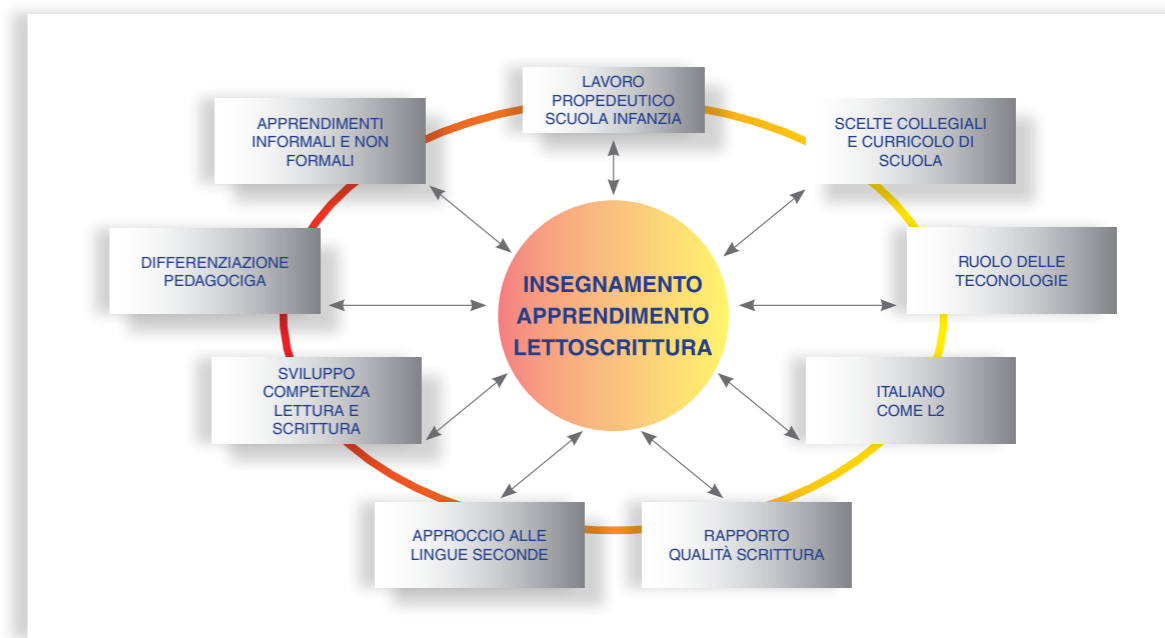 LAVORO
PROPEDEUTICO
SCUOLA INFANZIA
APPRENDIMENTI
INFORMALI E NON
FORMALI
SCELTE COLLEGIALI
E CURRICOLO DI
SCUOLA
DIFFERENZIAZIONE
PEDAGOCIGA
INSEGNAMENTO
APPRENDIMENTO
LETTOSCRITTURA
RUOLO DELLE
TECONOLOGIE
SVILUPPO
COMPETENZA
LETTURA E
SCRITTURA
ITALIANO
COME L2
APPROCCIO ALLE
LINGUE SECONDE
RAPPORTO
QUALITÀ SCRITTURA